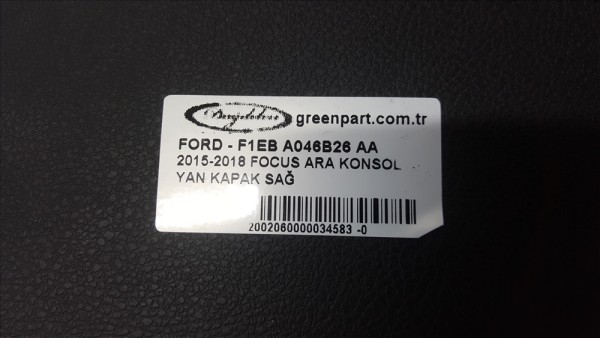 greenpart.com.tr
FORD - F1EB A046B26 AA
2015-2018 FOCUS ARA KONSOL
YAN KAPAK SAĞ
2002060000034583 -0